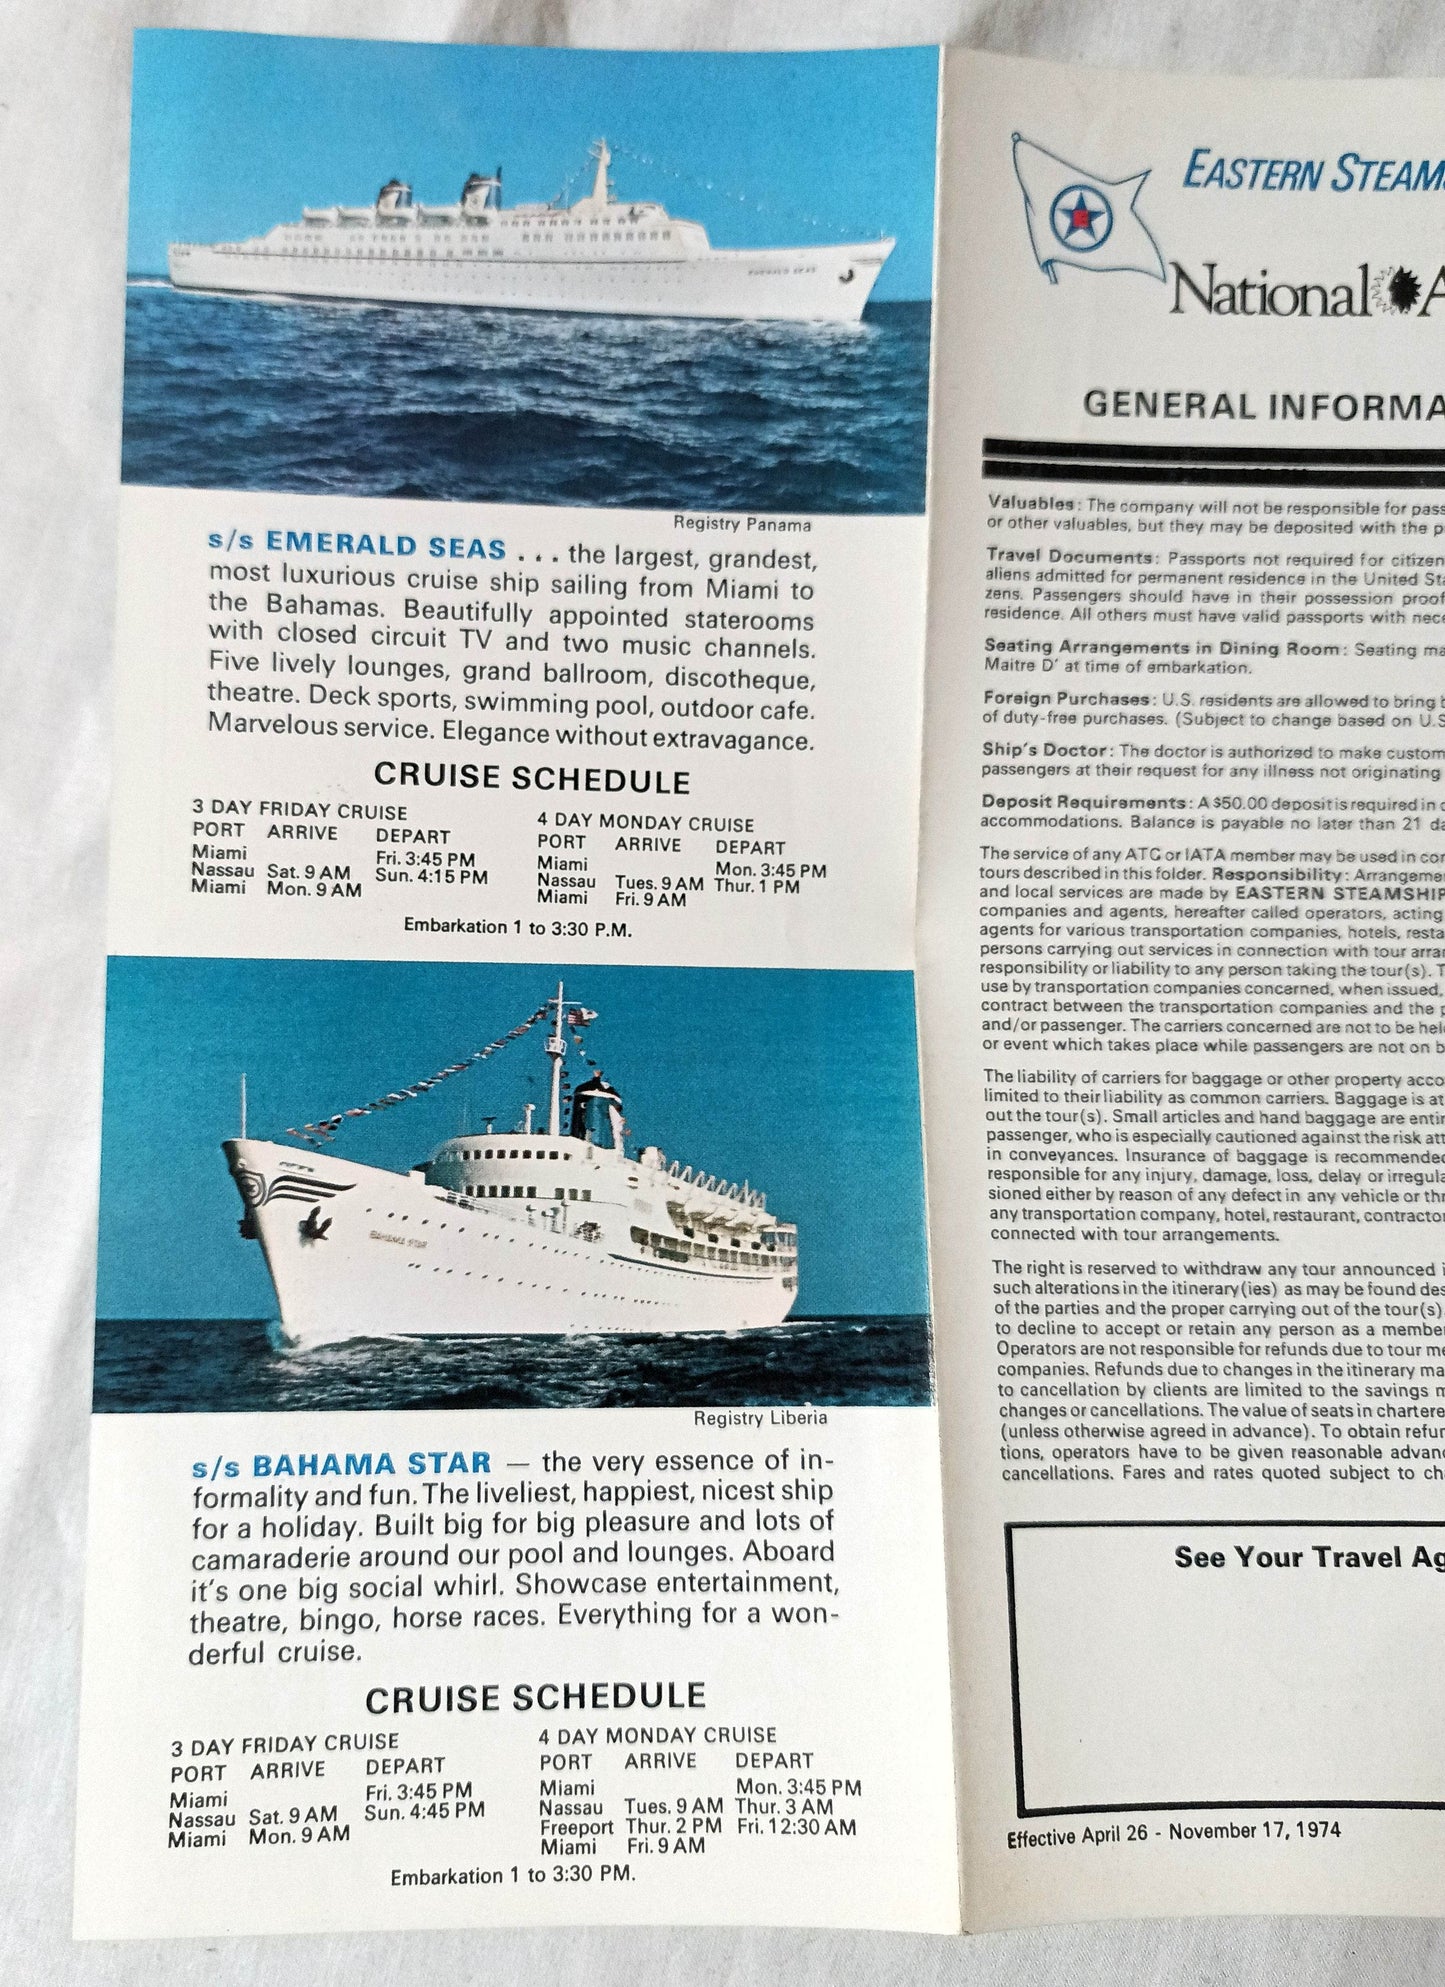 EMERALD SEAS
Registry Panama
s/s EMERALD SEAS . . . the largest, grandest,
most luxurious cruise ship sailing from Miami to
the Bahamas. Beautifully appointed staterooms
with closed circuit TV and two music channels.
Five lively lounges, grand ballroom, discotheque,
theatre. Deck sports, swimming pool, outdoor cafe.
Marvelous service. Elegance without extravagance.
CRUISE SCHEDULE
3 DAY FRIDAY CRUISE
PORT ARRIVE DEPART
Miami Fri. 3:45 PM
Nassau Sat. 9 AM Sun. 4:15 PM
Miami Mon. 9 AM
4 DAY MONDAY CRUISE
PORT ARRIVE DEPART
Miami Mon. 3:45 PM
Nassau Tues. 9 AM Thur. 1 PM
Miami Fri. 9 AM
Embarkation 1 to 3:30 P.M.
BAHAMA STAR
Registry Liberia
s/s BAHAMA STAR — the very essence of in-
formality and fun. The liveliest, happiest, nicest ship
for a holiday. Built big for big pleasure and lots of
camaraderie around our pool and lounges. Aboard
it's one big social whirl. Showcase entertainment,
theatre, bingo, horse races. Everything for a won-
derful cruise.
CRUISE SCHEDULE
3 DAY FRIDAY CRUISE
PORT ARRIVE DEPART
Miami Fri. 3:45 PM
Nassau Sat. 9 AM Sun. 4:45 PM
Miami Mon. 9 AM
4 DAY MONDAY CRUISE
PORT ARRIVE DEPART
Miami Mon. 3:45 PM
Nassau Tues. 9 AM Thur. 3 AM
Freeport Thur. 2 PM Fri. 12:30 AM
Miami Fri. 9 AM
Embarkation 1 to 3:30 PM.
E
EASTERN STEAMS
National A
GENERAL INFORMA
Valuables: The company will not be responsible for pass
or other valuables, but they may be deposited with the p
Travel Documents: Passports not required for citizen
aliens admitted for permanent residence in the United Sta
zens. Passengers should have in their possession proof
residence. All others must have valid passports with nece
Seating Arrangements in Dining Room: Seating ma
Maitre D' at time of embarkation.
Foreign Purchases: U.S. residents are allowed to bring b
of duty-free purchases. (Subject to change based on U.S
Ship's Doctor: The doctor is authorized to make custom
passengers at their request for any illness not originating
Deposit Requirements: A $50.00 deposit is required in c
accommodations. Balance is payable no later than 21 da
The service of any ATC or IATA member may be used in con
tours described in this folder. Responsibility: Arrangeme
and local services are made by EASTERN STEAMSHIP
companies and agents, hereafter called operators, acting
agents for various transportation companies, hotels, resta
persons carrying out services in connection with tour arran
responsibility or liability to any person taking the tour(s). T
use by transportation companies concerned, when issued,
contract between the transportation companies and the p
and/or passenger. The carriers concerned are not to be held
or event which takes place while passengers are not on b
The liability of carriers for baggage or other property acco
limited to their liability as common carriers. Baggage is at
out the tour(s). Small articles and hand baggage are entir
passenger, who is especially cautioned against the risk att
in conveyances. Insurance of baggage is recommended
responsible for any injury, damage, loss, delay or irregula
sioned either by reason of any defect in any vehicle or thr
any transportation company, hotel, restaurant, contractor
connected with tour arrangements.
The right is reserved to withdraw any tour announced i
such alterations in the itinerary(ies) as may be found des
of the parties and the proper carrying out of the tour(s)
to decline to accept or retain any person as a member
Operators are not responsible for refunds due to tour me
companies. Refunds due to changes in the itinerary ma
to cancellation by clients are limited to the savings m
changes or cancellations. The value of seats in chartere
(unless otherwise agreed in advance). To obtain refun
tions, operators have to be given reasonable advanc
cancellations. Fares and rates quoted subject to cha
See Your Travel Ag
Effective April 26 - November 17, 1974